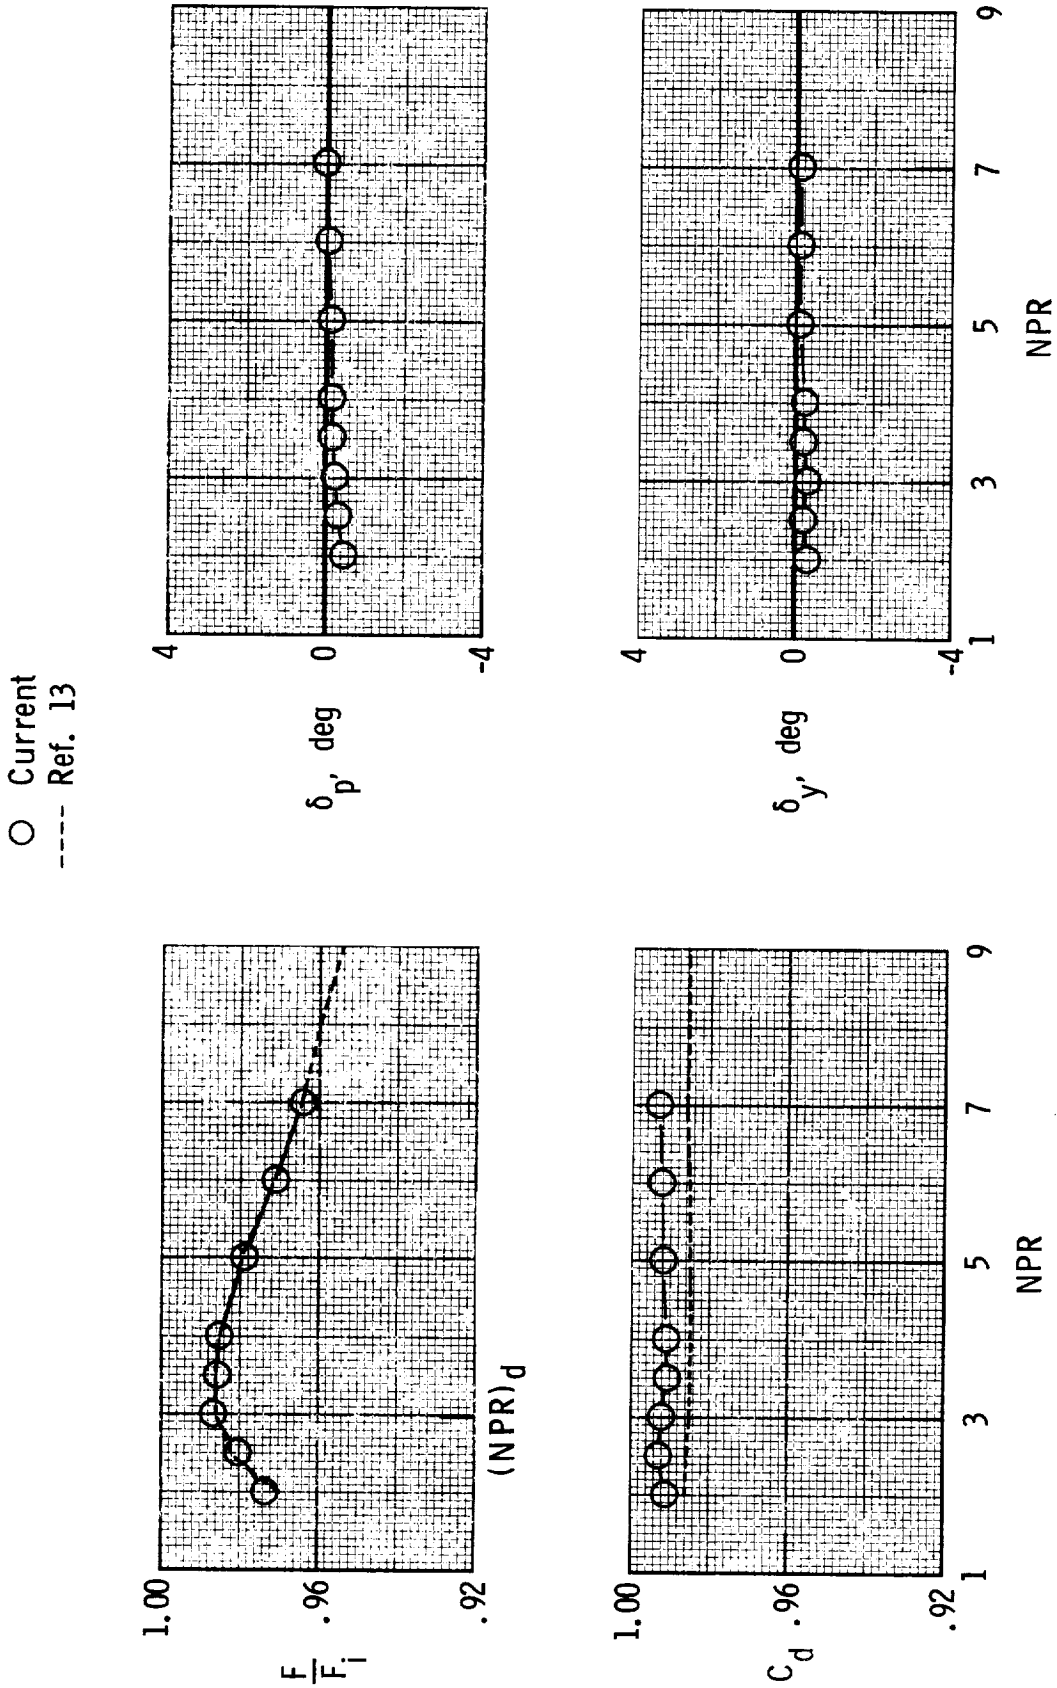 ○ Current
---- Ref. 13
1.00
.96
.92
F/F_i
(NPR)_d
4
0
-4
δ_p, deg
1.00
.96
.92
C_d
1 3 5 7 9
NPR
4
0
-4
δ_y, deg
1 3 5 7 9
NPR